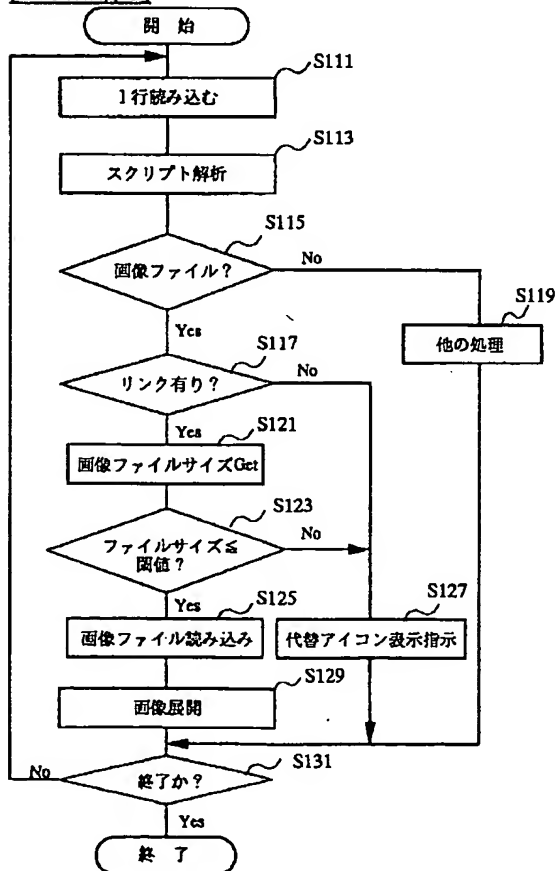 開 始
S111
1行読み込む
S113
スクリプト解析
S115
画像ファイル？
No
S119
他の処理
Yes
S117
リンク有り？
No
Yes
S121
画像ファイルサイズGet
S123
ファイルサイズ≦
閾値？
No
Yes
S125
画像ファイル読み込み
S127
代替アイコン表示指示
S129
画像展開
S131
終了か？
No
Yes
終 了